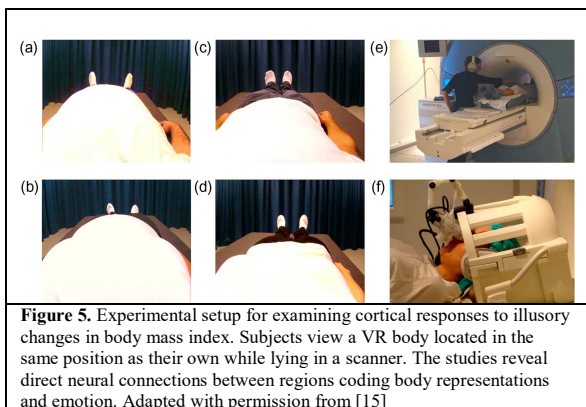 (a)
(c)
(e)
(b)
(d)
(f)
Figure 5. Experimental setup for examining cortical responses to illusory
changes in body mass index. Subjects view a VR body located in the
same position as their own while lying in a scanner. The studies reveal
direct neural connections between regions coding body representations
and emotion. Adapted with permission from [15]